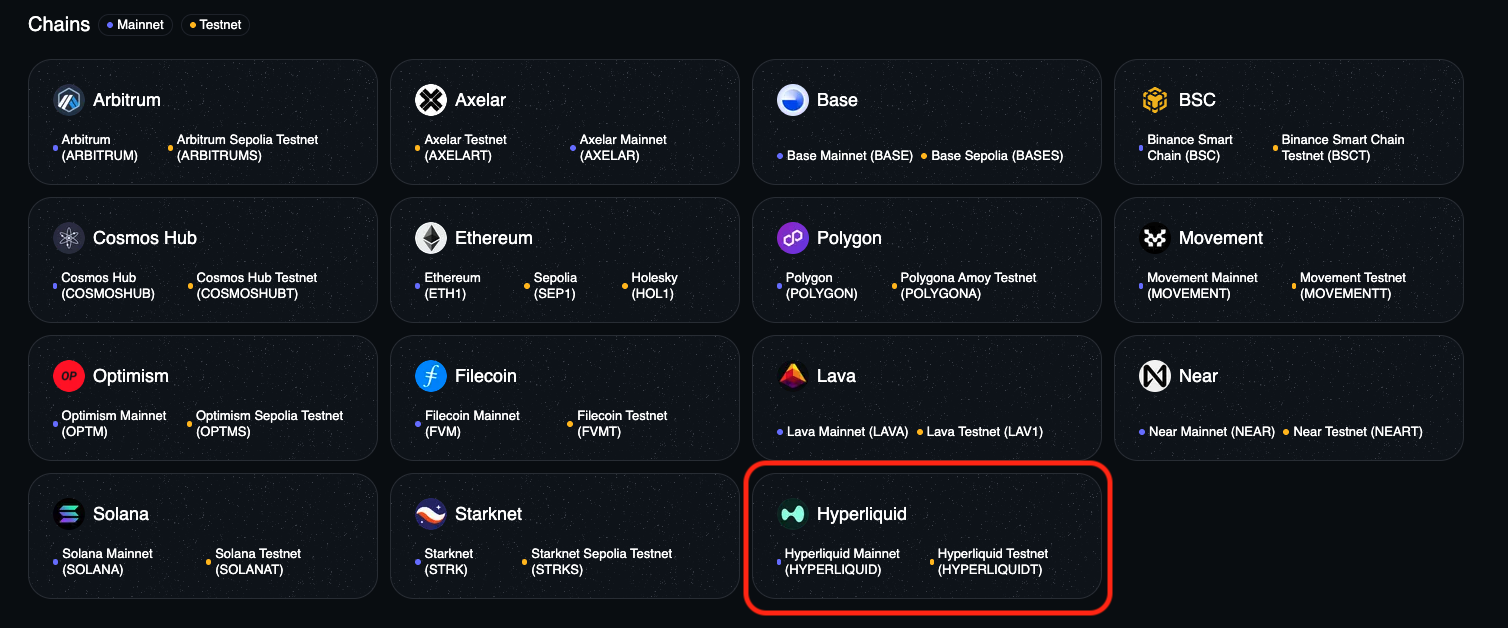 Chains Mainnet Testnet
Arbitrum
Arbitrum
(ARBITRUM)
Arbitrum Sepolia Testnet
(ARBITRUMS)
Axelar
Axelar Testnet
(AXELART)
Axelar Mainnet
(AXELAR)
Base
Base Mainnet (BASE) Base Sepolia (BASES)
BSC
Binance Smart
Chain (BSC)
Binance Smart Chain
Testnet (BSCT)
Cosmos Hub
Cosmos Hub
(COSMOSHUB)
Cosmos Hub Testnet
(COSMOSHUBT)
Ethereum
Ethereum
(ETH1)
Sepolia
(SEP1)
Holesky
(HOL1)
Polygon
Polygon
(POLYGON)
Polygona Amoy Testnet
(POLYGONA)
Movement
Movement Mainnet
(MOVEMENT)
Movement Testnet
(MOVEMENTT)
OP
Optimism
Optimism Mainnet
(OPTM)
Optimism Sepolia Testnet
(OPTMS)
Filecoin
Filecoin Mainnet
(FVM)
Filecoin Testnet
(FVMT)
Lava
Lava Mainnet (LAVA) Lava Testnet (LAV1)
Near
Near Mainnet (NEAR) Near Testnet (NEART)
Solana
Solana Mainnet
(SOLANA)
Solana Testnet
(SOLANAT)
Starknet
Starknet
(STRK)
Starknet Sepolia Testnet
(STRKS)
Hyperliquid
Hyperliquid Mainnet
(HYPERLIQUID)
Hyperliquid Testnet
(HYPERLIQUIDT)